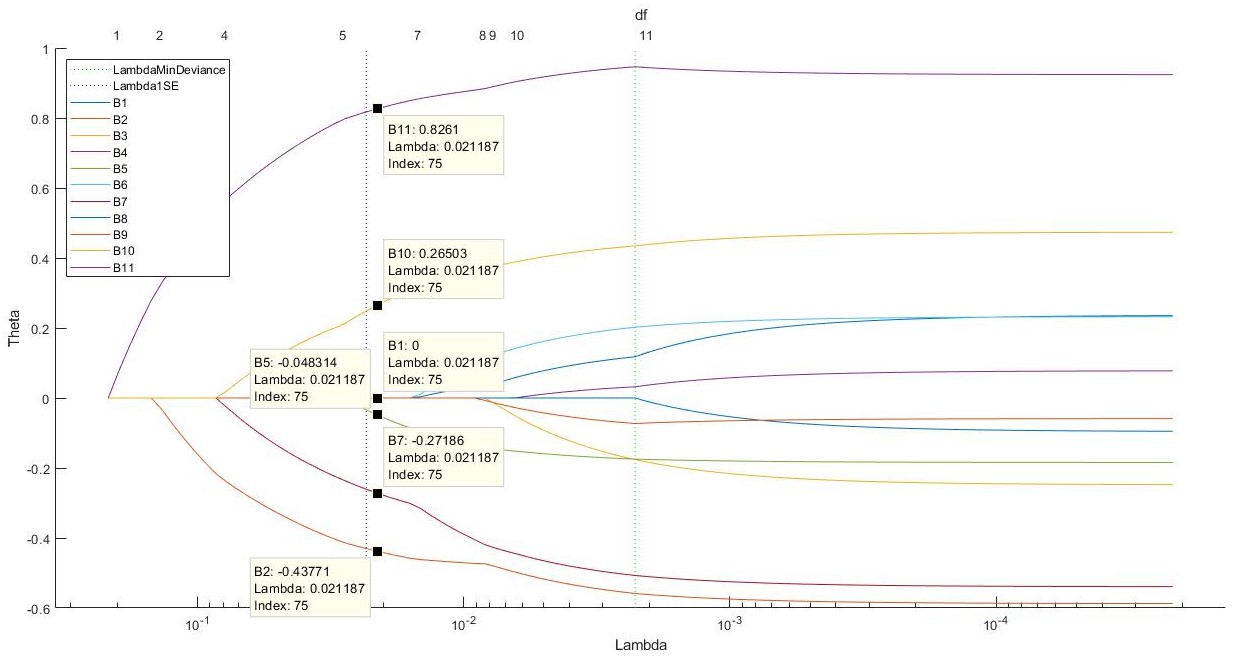 df
1 2 4 5 7 8 9 10 11
1
0.8
0.6
0.4
0.2
0
-0.2
-0.4
-0.6
Theta
LambdaMinDeviance
Lambda1SE
B1
B2
B3
B4
B5
B6
B7
B8
B9
B10
B11
B11: 0.8261
Lambda: 0.021187
Index: 75
B10: 0.26503
Lambda: 0.021187
Index: 75
B1: 0
Lambda: 0.021187
Index: 75
B5: -0.048314
Lambda: 0.021187
Index: 75
B7: -0.27186
Lambda: 0.021187
Index: 75
B2: -0.43771
Lambda: 0.021187
Index: 75
10^-1 10^-2 10^-3 10^-4
Lambda